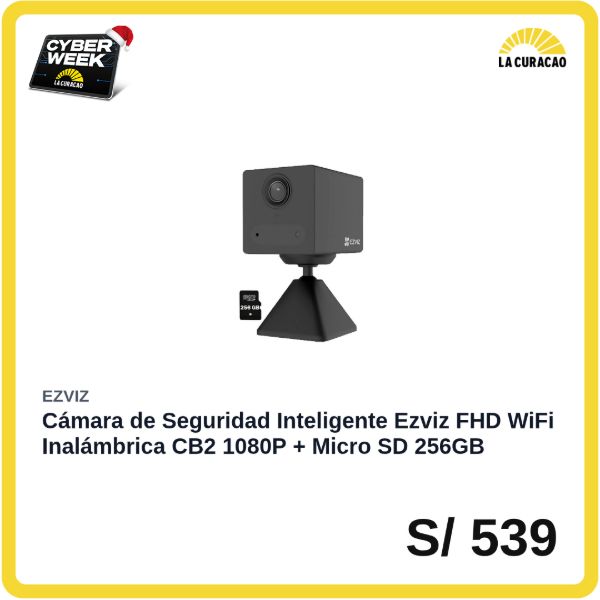 CYBER
WEEK
LA CURACAO
LA CURACAO
EZVIZ
microSD
256 GB
EZVIZ
Cámara de Seguridad Inteligente Ezviz FHD WiFi
Inalámbrica CB2 1080P + Micro SD 256GB
S/ 539